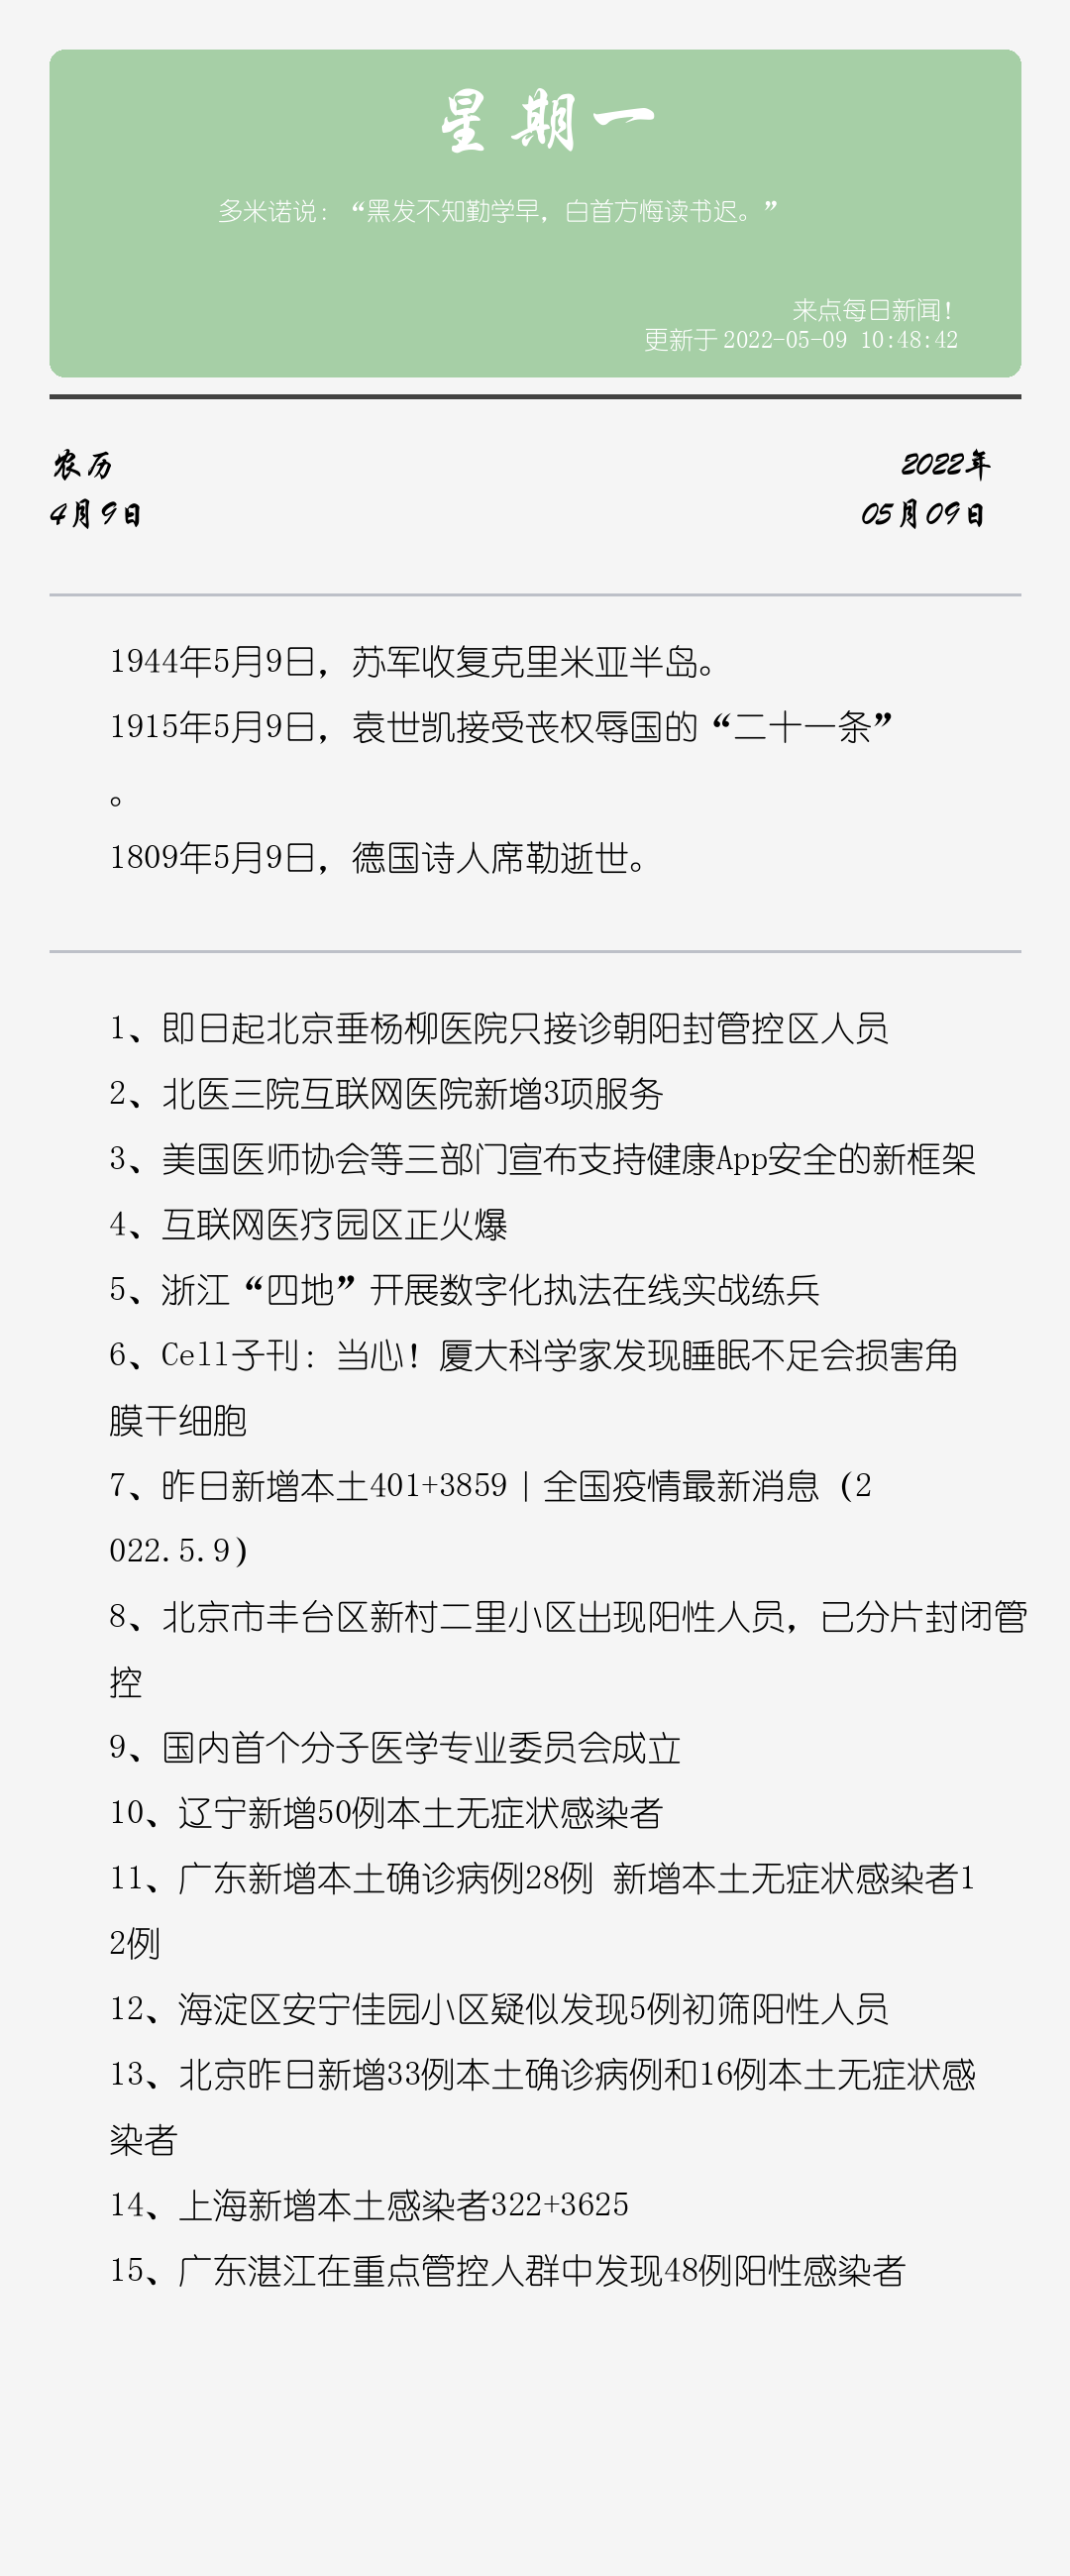 星期一
多米诺说：“黑发不知勤学早，白首方悔读书迟。”
来点每日新闻！
更新于 2022-05-09 10:48:42
农历
2022年
4月9日
05月09日
1944年5月9日，苏军收复克里米亚半岛。
1915年5月9日，袁世凯接受丧权辱国的“二十一条”
。
1809年5月9日，德国诗人席勒逝世。
1、即日起北京垂杨柳医院只接诊朝阳封管控区人员
2、北医三院互联网医院新增3项服务
3、美国医师协会等三部门宣布支持健康App安全的新框架
4、互联网医疗园区正火爆
5、浙江“四地”开展数字化执法在线实战练兵
6、Cell子刊：当心！厦大科学家发现睡眠不足会损害角
膜干细胞
7、昨日新增本土401+3859｜全国疫情最新消息（2
022.5.9）
8、北京市丰台区新村二里小区出现阳性人员，已分片封闭管
控
9、国内首个分子医学专业委员会成立
10、辽宁新增50例本土无症状感染者
11、广东新增本土确诊病例28例 新增本土无症状感染者1
2例
12、海淀区安宁佳园小区疑似发现5例初筛阳性人员
13、北京昨日新增33例本土确诊病例和16例本土无症状感
染者
14、上海新增本土感染者322+3625
15、广东湛江在重点管控人群中发现48例阳性感染者